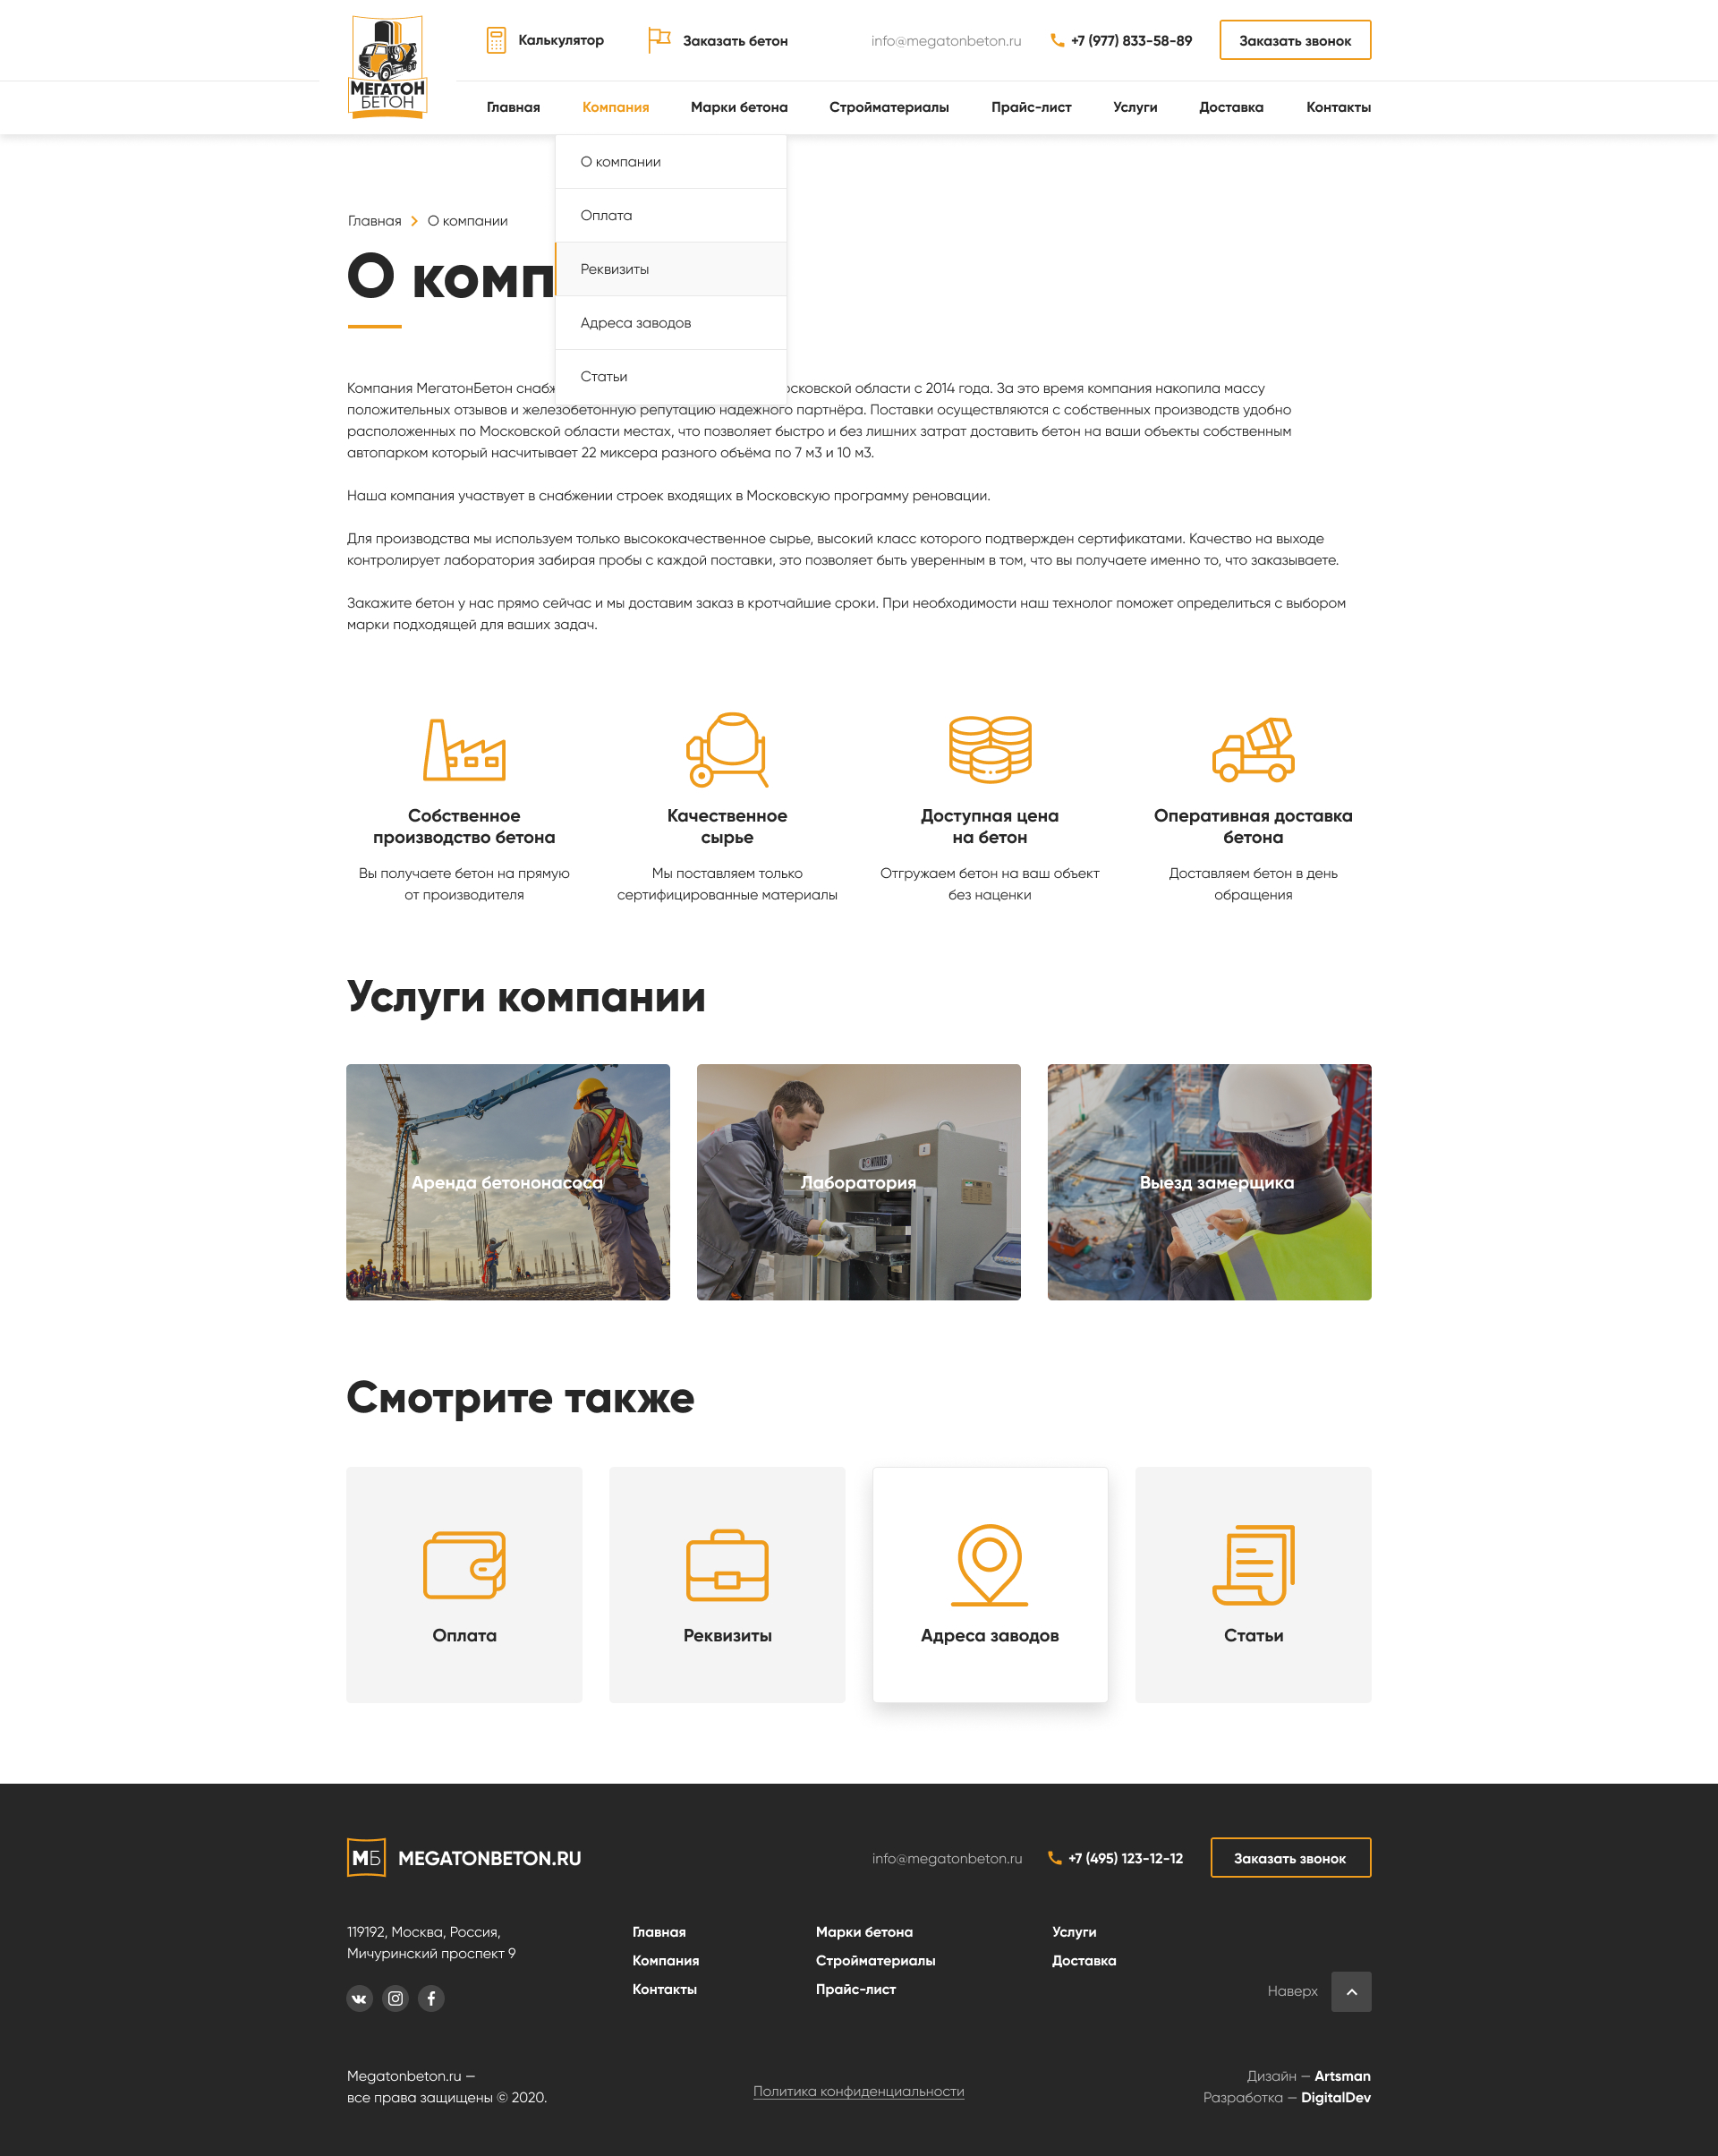 МЕГАТОН
БЕТОН
Калькулятор
Заказать бетон
info@megatonbeton.ru
+7 (977) 833-58-89
Заказать звонок
Главная
Компания
Марки бетона
Стройматериалы
Прайс-лист
Услуги
Доставка
Контакты
О компании
Оплата
Реквизиты
Адреса заводов
Статьи
Главная
О компании
О комп
Компания МегатонБетон снабж осковской области с 2014 года. За это время компания накопила массу
положительных отзывов и железобетонную репутацию надежного партнёра. Поставки осуществляются с собственных производств удобно
расположенных по Московской области местах, что позволяет быстро и без лишних затрат доставить бетон на ваши объекты собственным
автопарком который насчитывает 22 миксера разного объёма по 7 м3 и 10 м3.
Наша компания участвует в снабжении строек входящих в Московскую программу реновации.
Для производства мы используем только высококачественное сырье, высокий класс которого подтвержден сертификатами. Качество на выходе
контролирует лаборатория забирая пробы с каждой поставки, это позволяет быть уверенным в том, что вы получаете именно то, что заказываете.
Закажите бетон у нас прямо сейчас и мы доставим заказ в кротчайшие сроки. При необходимости наш технолог поможет определиться с выбором
марки подходящей для ваших задач.
Собственное
производство бетона
Вы получаете бетон на прямую
от производителя
Качественное
сырье
Мы поставляем только
сертифицированные материалы
Доступная цена
на бетон
Отгружаем бетон на ваш объект
без наценки
Оперативная доставка
бетона
Доставляем бетон в день
обращения
Услуги компании
Аренда бетононасоса
CONTROLS
Лаборатория
Выезд замерщика
Смотрите также
Оплата
Реквизиты
Адреса заводов
Статьи
МБ
MEGATONBETON.RU
info@megatonbeton.ru
+7 (495) 123-12-12
Заказать звонок
119192, Москва, Россия,
Мичуринский проспект 9
Главная
Компания
Контакты
Марки бетона
Стройматериалы
Прайс-лист
Услуги
Доставка
Наверх
Megatonbeton.ru —
все права защищены © 2020.
Политика конфиденциальности
Дизайн — Artsman
Разработка — DigitalDev